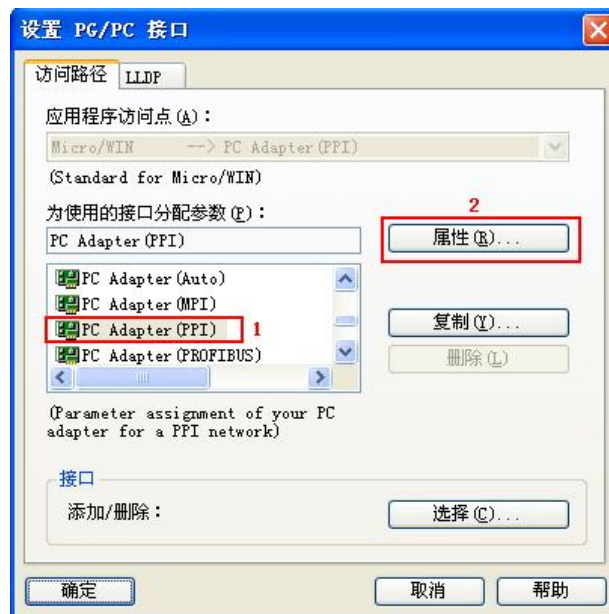 设置 PG/PC 接口
访问路径 LLDP
应用程序访问点(A):
Micro/WIN --> PC Adapter(PPI)
(Standard for Micro/WIN)
为使用的接口分配参数(P):
2
PC Adapter(PPI)
属性(R)...
PC Adapter(Auto)
PC Adapter(MPI)
PC Adapter(PPI) 1
复制(Y)...
PC Adapter(PROFIBUS)
删除(L)
(Parameter assignment of your PC
adapter for a PPI network)
接口
添加/删除:
选择(C)...
确定 取消 帮助